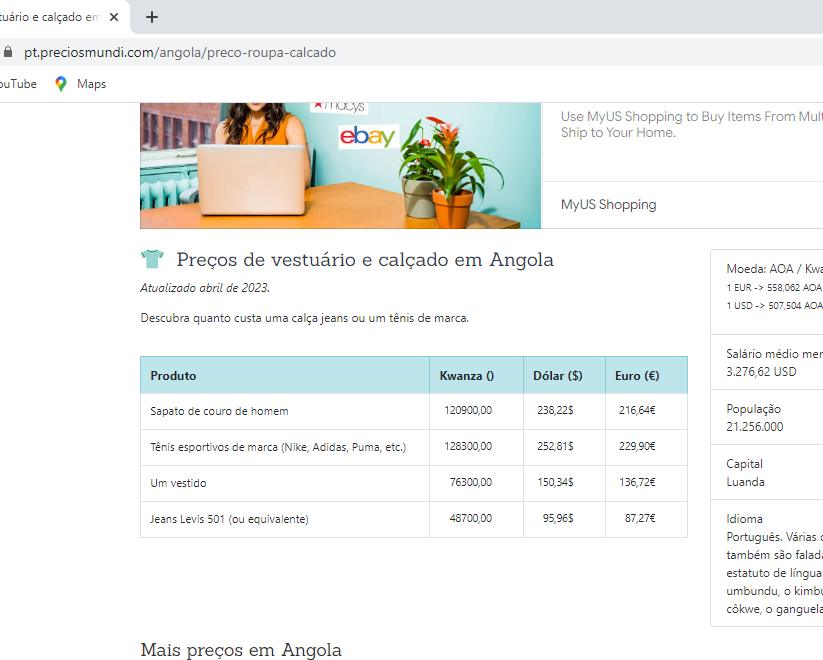 tuário e calçado em
pt.preciosmundi.com/angola/preco-roupa-calcado
ouTube
Maps
macys
ebay
Use MyUS Shopping to Buy Items From Mult
Ship to Your Home.
MyUS Shopping
Preços de vestuário e calçado em Angola
Atualizado abril de 2023.
Descubra quanto custa uma calça jeans ou um tênis de marca.
Produto Kwanza () Dólar ($) Euro (€)
Sapato de couro de homem 120900,00 238,22$ 216,64€
Tênis esportivos de marca (Nike, Adidas, Puma, etc.) 128300,00 252,81$ 229,90€
Um vestido 76300,00 150,34$ 136,72€
Jeans Levis 501 (ou equivalente) 48700,00 95,96$ 87,27€
Moeda: AOA / Kwa
1 EUR -> 558,062 AOA
1 USD -> 507,504 AOA
Salário médio men
3.276,62 USD
População
21.256.000
Capital
Luanda
Idioma
Português. Várias
também são falada
estatuto de língua
umbundu, o kimbu
côkwe, o ganguela
Mais preços em Angola